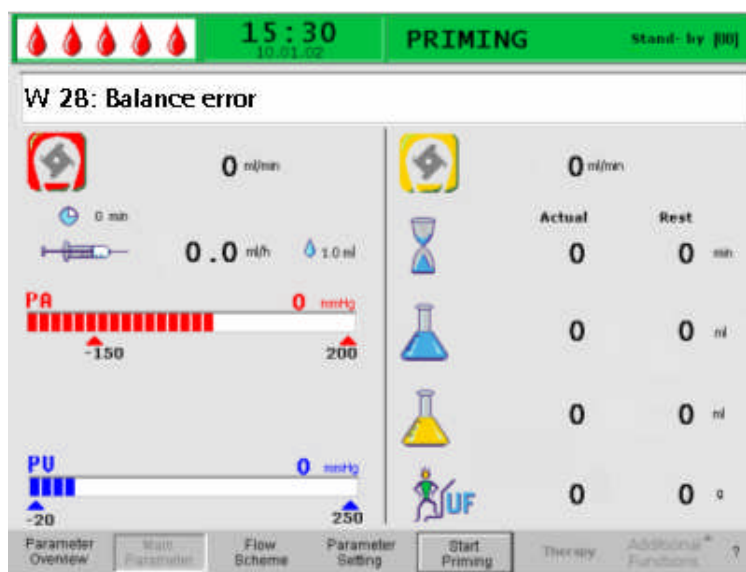 15:30 PRIMING Stand- by [00]
10.01.02
W 28: Balance error
0 ml/min
0 min
0.0 ml/h 1.0 ml
PA 0 mmHg
-150 200
PV 0 mmHg
-20 250
0 ml/min
Actual Rest
0 0 min
0 0 ml
0 0 ml
UF 0 0 g
Parameter Overview
Main Parameter
Flow Scheme
Parameter Setting
Start Priming
Therapy
Additional Functions
?